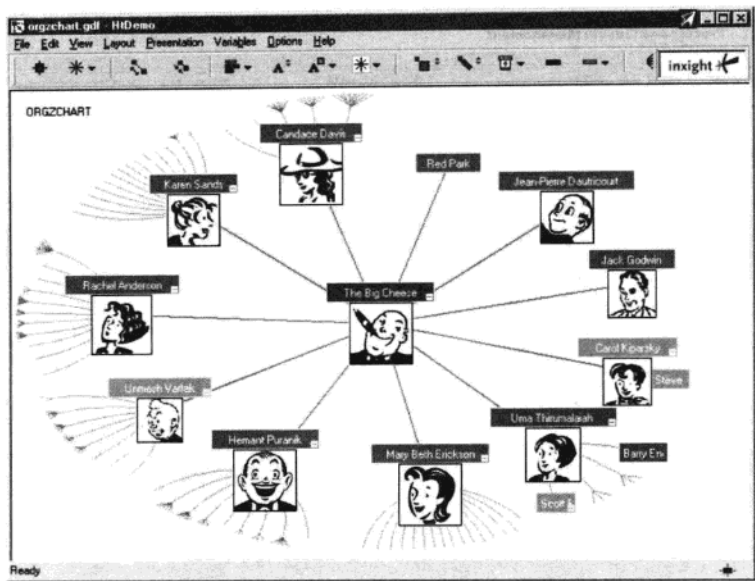 orgzchart.gdf - HtDemo
File Edit View Layout Presentation Variables Options Help
inxight
ORGZCHART
Candace Davis
Red Park
Karen Sands
Jean-Pierre Dautricourt
Jack Godwin
Rachel Anderson
The Big Cheese
Carol Kiparsky
Steve
Unmesh Vartak
Uma Thirumalaiah
Hemant Puranik
Mary Beth Erickson
Barry En
Scott
Ready